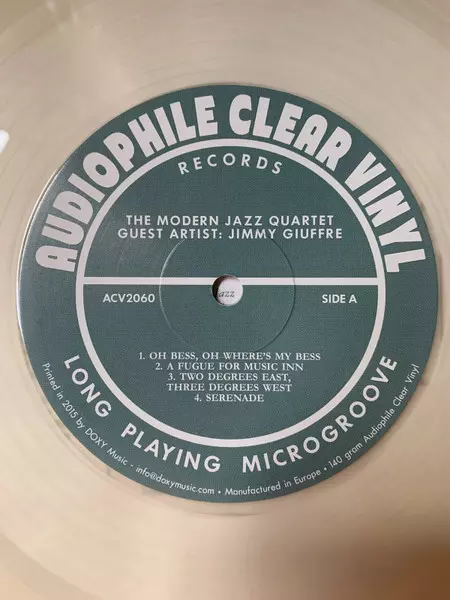 AUDIOPHILE CLEAR VINYL
RECORDS
THE MODERN JAZZ QUARTET
GUEST ARTIST: JIMMY GIUFFRE
ACV2060
azz
SIDE A
1. OH BESS, OH WHERE'S MY BESS
2. A FUGUE FOR MUSIC INN
3. TWO DEGREES EAST,
THREE DEGREES WEST
4. SERENADE
LONG PLAYING MICROGROOVE
Printed in 2015 by DOXY Music - info@doxymusic.com • Manufactured in Europe • 140 gram Audiophile Clear Vinyl